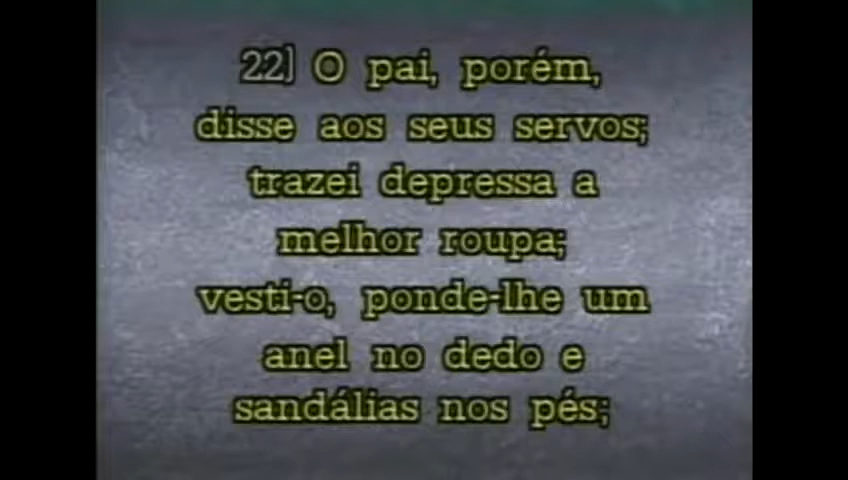 22] O pai, porém,
disse aos seus servos;
trazei depressa a
melhor roupa;
vesti-o, ponde-lhe um
anel no dedo e
sandálias nos pés;